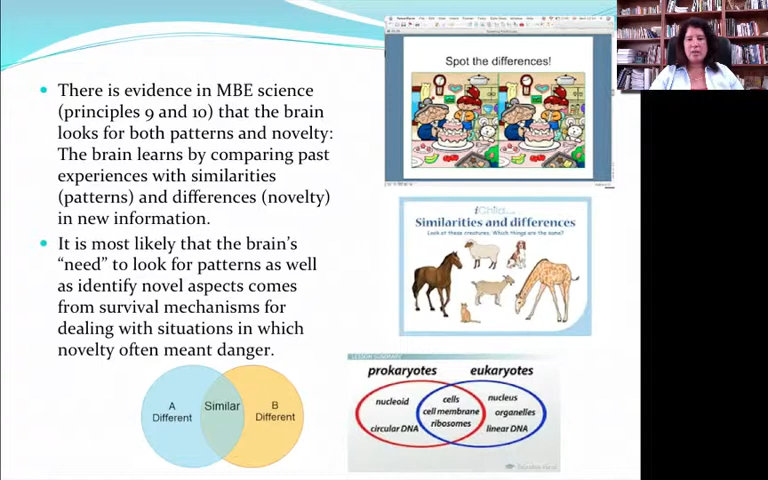 • There is evidence in MBE science
(principles 9 and 10) that the brain
looks for both patterns and novelty:
The brain learns by comparing past
experiences with similarities
(patterns) and differences (novelty)
in new information.
• It is most likely that the brain's
“need” to look for patterns as well
as identify novel aspects comes
from survival mechanisms for
dealing with situations in which
novelty often meant danger.
A
Different
Similar
B
Different
Spot the differences!
iChild
Similarities and differences
Look at these creatures. Which things are the same?
LESSON SUMMARY
prokaryotes
eukaryotes
nucleoid
circular DNA
cells
cell membrane
ribosomes
nucleus
organelles
linear DNA